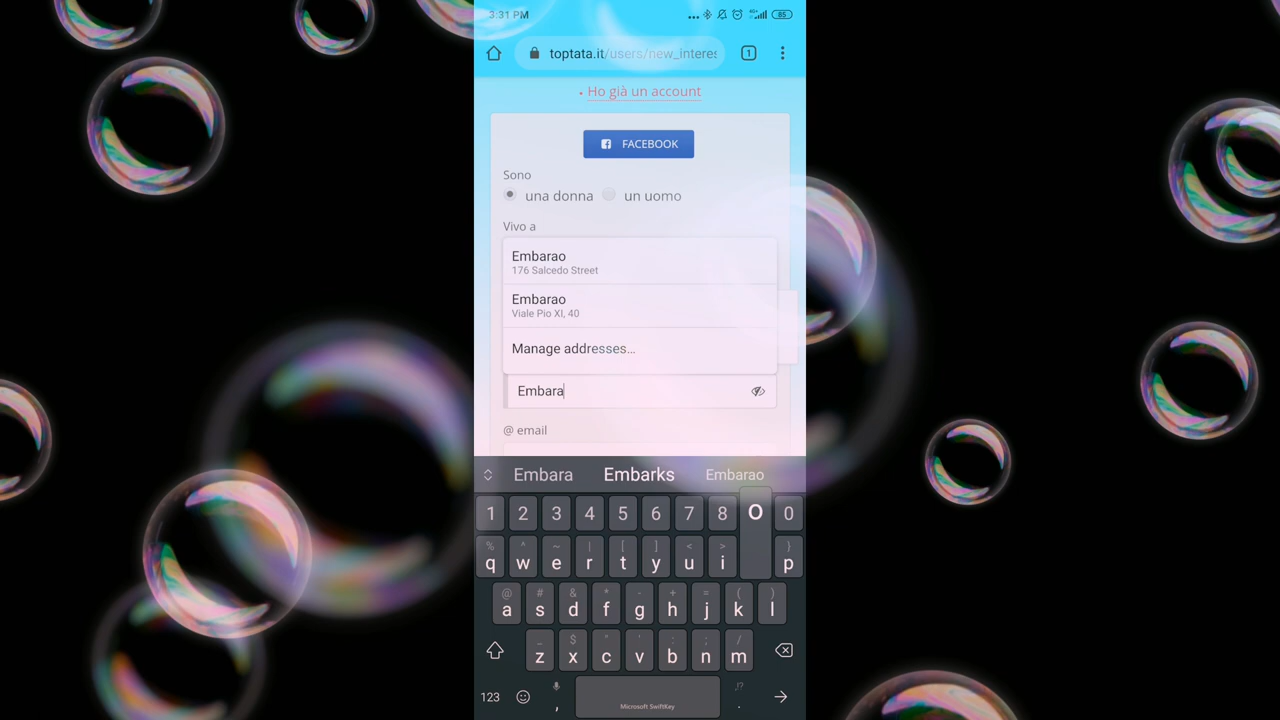 3:31 PM
... 4G+ 85
toptata.it/users/new_interes
1
• Ho già un account
FACEBOOK
Sono
una donna un uomo
Vivo a
Embarao
176 Salcedo Street
Embarao
Viale Pio XI, 40
Manage addresses...
Embara
@ email
Embara Embarks Embarao
1 2 3 4 5 6 7 8 O 0
% ^ ~ | [ ] < > }
q w e r t y u i p
@ # & * - + = ( )
a s d f g h j k l
_ $ " ' : ; /
z x c v b n m
123 , Microsoft SwiftKey ,!? .